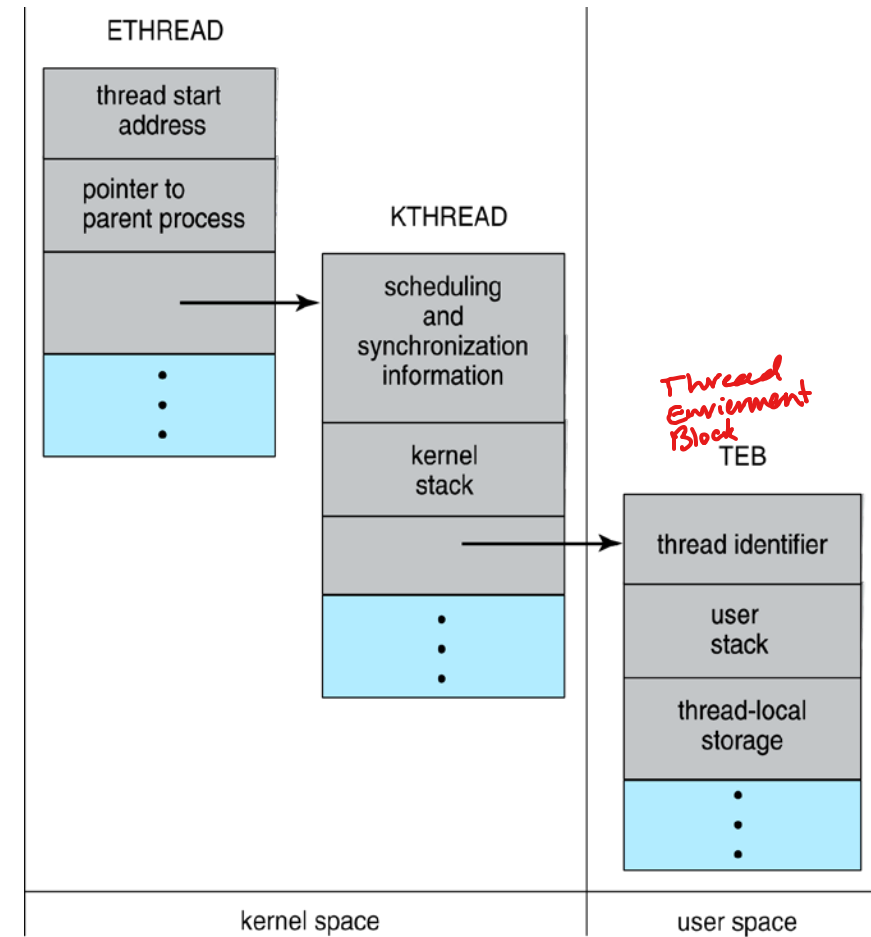 ETHREAD
thread start
address
pointer to
parent process
KTHREAD
scheduling
and
synchronization
information
kernel
stack
Thread
Envierment
Block
TEB
thread identifier
user
stack
thread-local
storage
kernel space
user space